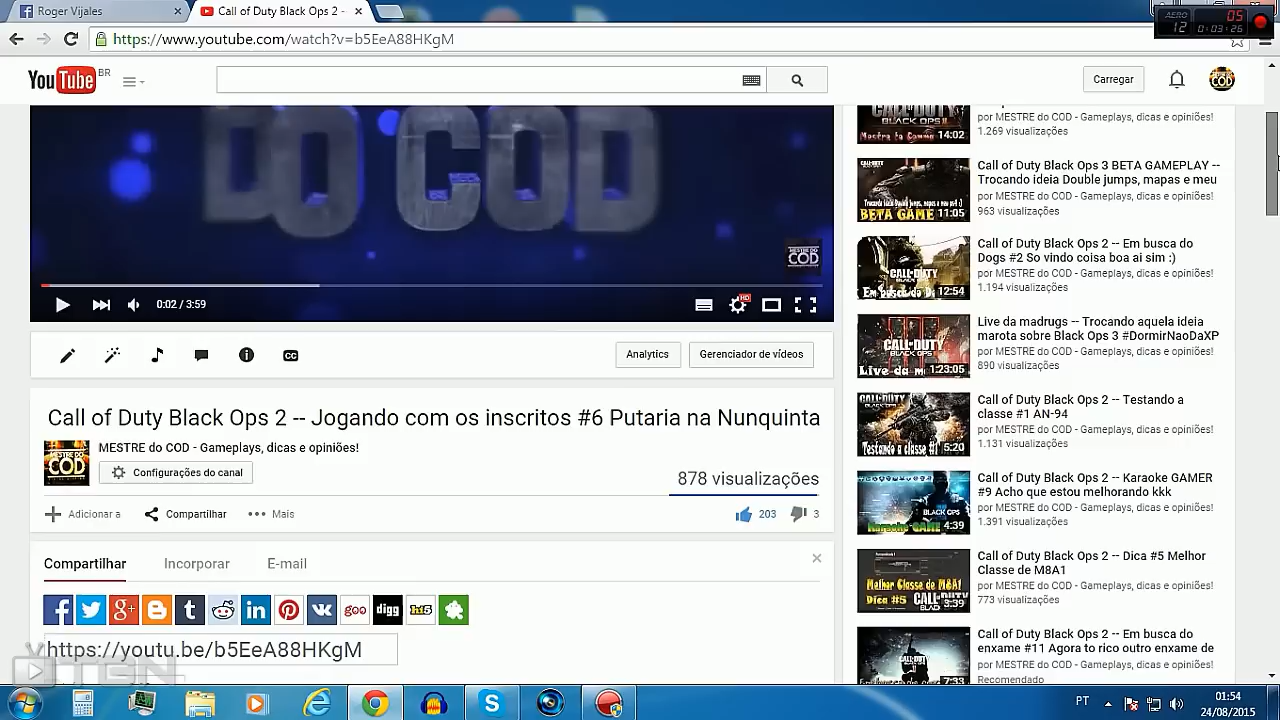 Roger Vijales
Call of Duty Black Ops 2 -
https://www.youtube.com/watch?v=b5EeA88HKgM
AERO
12
05
0:03:26
YouTube BR
Carregar
MESTRE DO COD
0:02 / 3:59
HD
Analytics
Gerenciador de vídeos
Call of Duty Black Ops 2 -- Jogando com os inscritos #6 Putaria na Nunquinta
MESTRE do COD - Gameplays, dicas e opiniões!
Configurações do canal
878 visualizações
Adicionar a
Compartilhar
Mais
203
3
Compartilhar
E-mail
digg
hi5
https://youtu.be/b5EeA88HKgM
14:02
por MESTRE do COD - Gameplays, dicas e opiniões!
1.269 visualizações
BETA GAME
11:05
Call of Duty Black Ops 3 BETA GAMEPLAY --
Trocando ideia Double jumps, mapas e meu
por MESTRE do COD - Gameplays, dicas e opiniões!
963 visualizações
12:54
Call of Duty Black Ops 2 -- Em busca do
Dogs #2 So vindo coisa boa ai sim :)
por MESTRE do COD - Gameplays, dicas e opiniões!
1.194 visualizações
1:23:05
Live da madrugs -- Trocando aquela ideia
marota sobre Black Ops 3 #DormirNaoDaXP
por MESTRE do COD - Gameplays, dicas e opiniões!
890 visualizações
5:20
Call of Duty Black Ops 2 -- Testando a
classe #1 AN-94
por MESTRE do COD - Gameplays, dicas e opiniões!
1.131 visualizações
4:39
Call of Duty Black Ops 2 -- Karaoke GAMER
#9 Acho que estou melhorando kkk
por MESTRE do COD - Gameplays, dicas e opiniões!
1.391 visualizações
Melhor Classe de M8A1
Dica #5
3:39
Call of Duty Black Ops 2 -- Dica #5 Melhor
Classe de M8A1
por MESTRE do COD - Gameplays, dicas e opiniões!
773 visualizações
7:33
Call of Duty Black Ops 2 -- Em busca do
enxame #11 Agora to rico outro enxame de
por MESTRE do COD - Gameplays, dicas e opiniões!
Recomendado
PT
01:54
24/08/2015